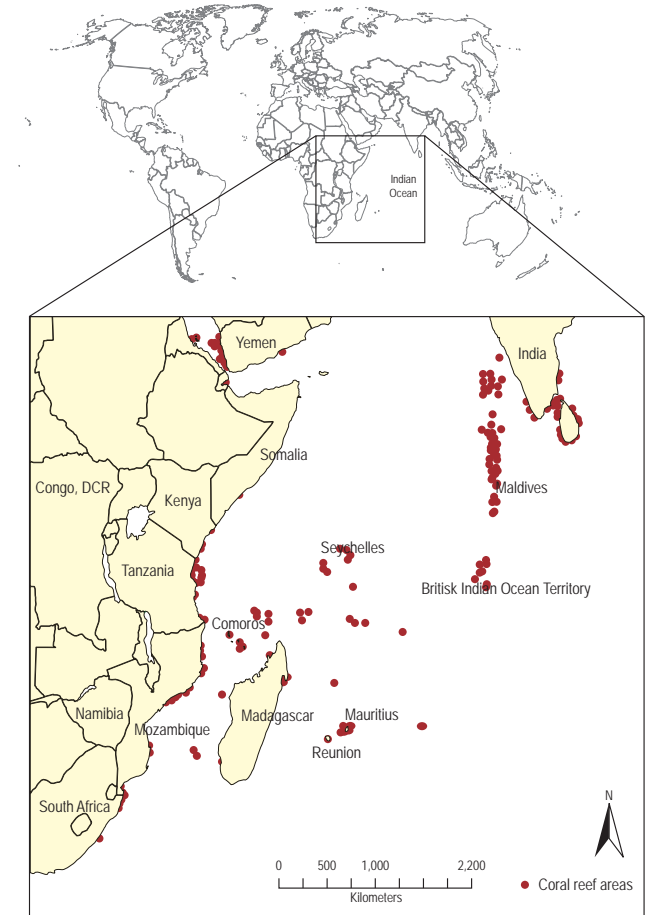 Indian
Ocean
Yemen
India
Somalia
Congo, DCR
Kenya
Maldives
Tanzania
Seychelles
Britisk Indian Ocean Territory
Comoros
Namibia
Madagascar
Mauritius
Mozambique
Reunion
South Africa
N
0 500 1,000 2,200
Kilometers
Coral reef areas